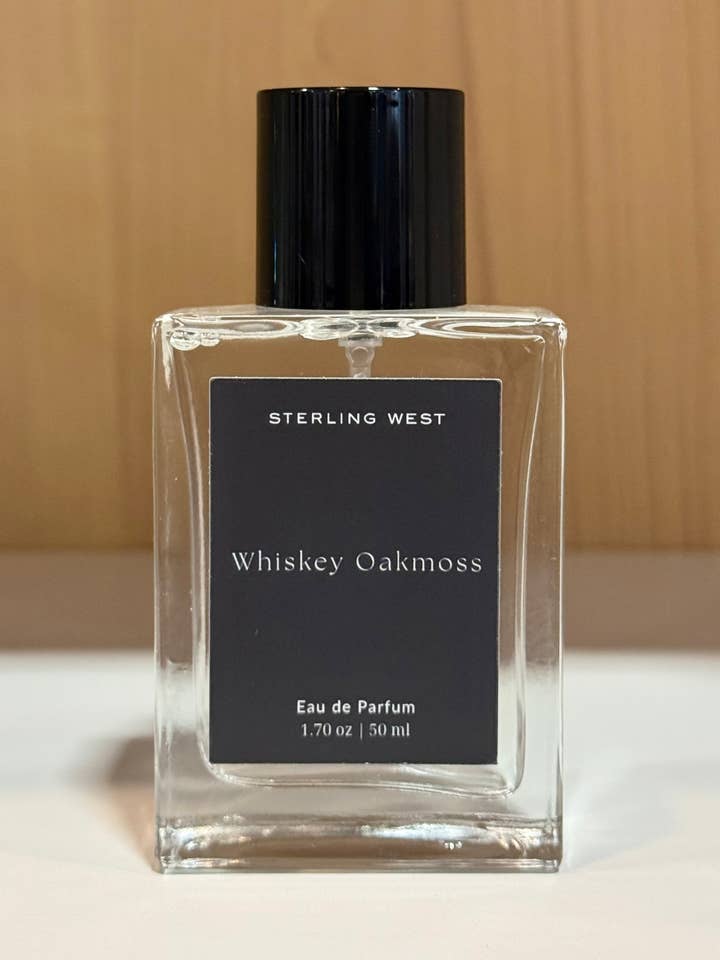 STERLING WEST
Whiskey Oakmoss
Eau de Parfum
1.70 oz | 50 ml